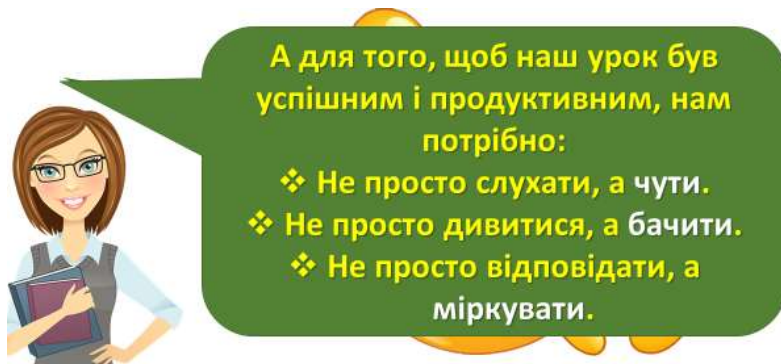 А для того, щоб наш урок був
успішним і продуктивним, нам
потрібно:
❖ Не просто слухати, а чути.
❖ Не просто дивитися, а бачити.
❖ Не просто відповідати, а
міркувати.